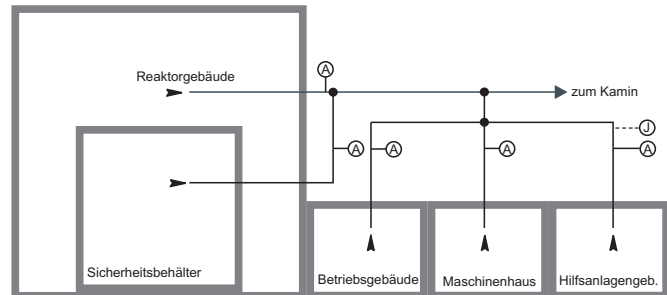 A
Reaktorgebäude
zum Kamin
J
A
A
A
A
Sicherheitsbehälter
Betriebsgebäude
Maschinenhaus
Hilfsanlagengeb.